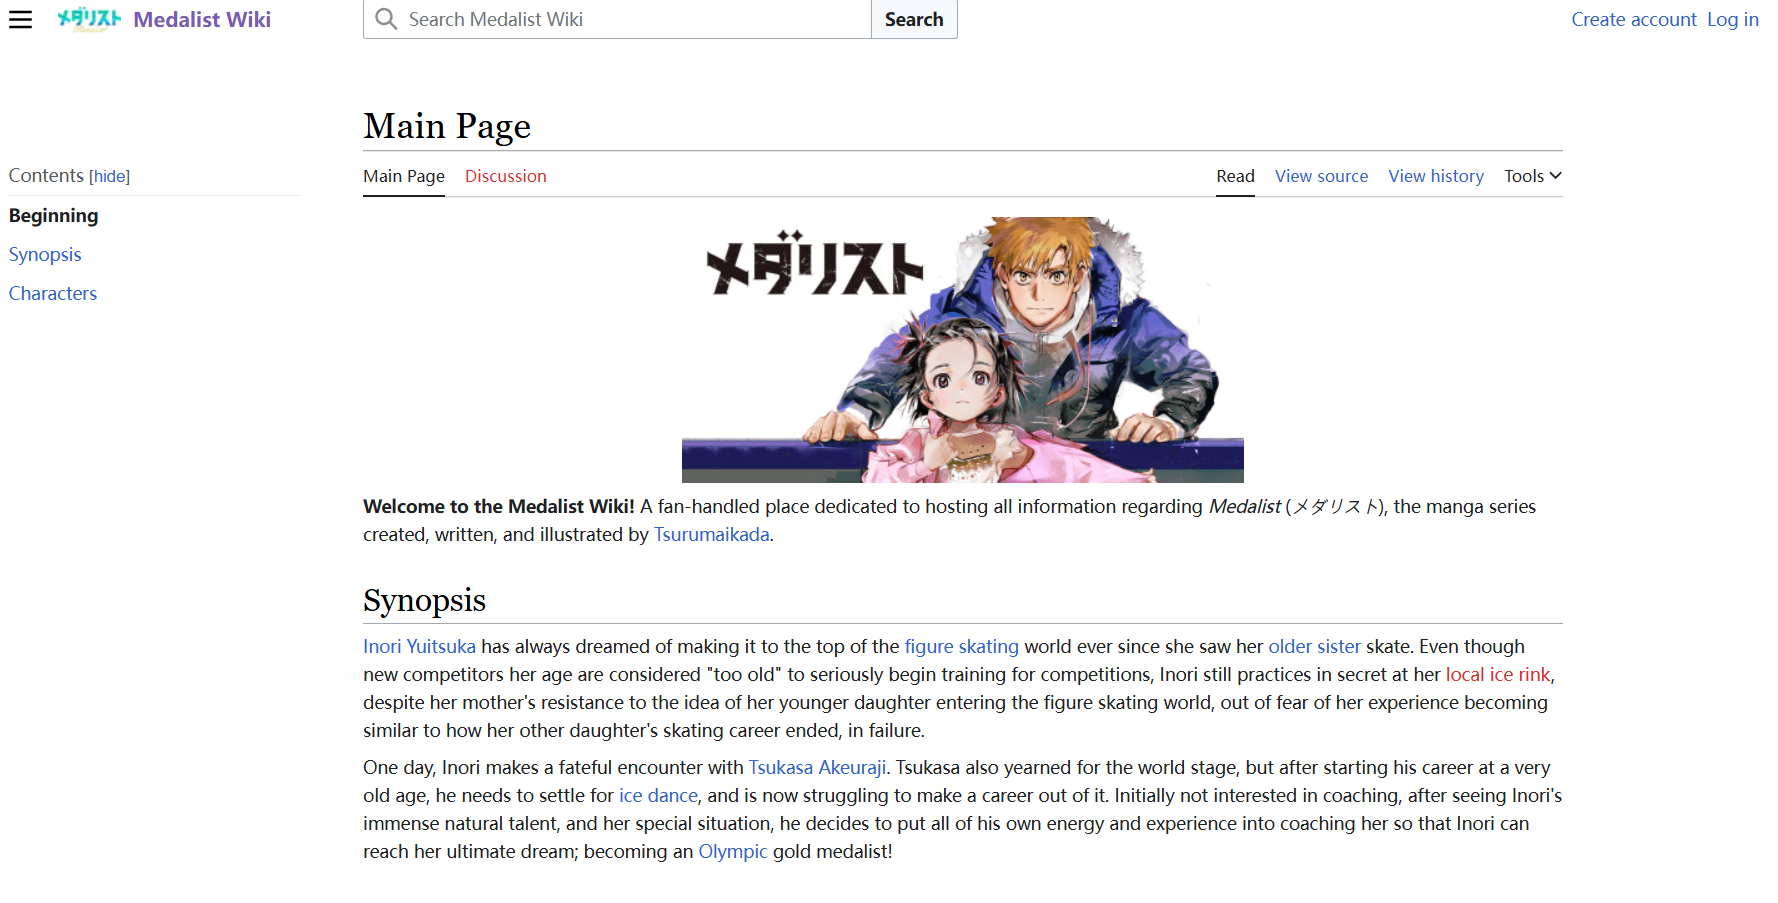 メダリスト Medalist Wiki
Search Medalist Wiki
Search
Create account Log in
Main Page
Contents [hide]
Beginning
Synopsis
Characters
Main Page Discussion
Read View source View history Tools
メダリスト
Welcome to the Medalist Wiki! A fan-handled place dedicated to hosting all information regarding Medalist (メダリスト), the manga series
created, written, and illustrated by Tsurumaikada.
Synopsis
Inori Yuitsuka has always dreamed of making it to the top of the figure skating world ever since she saw her older sister skate. Even though
new competitors her age are considered "too old" to seriously begin training for competitions, Inori still practices in secret at her local ice rink,
despite her mother's resistance to the idea of her younger daughter entering the figure skating world, out of fear of her experience becoming
similar to how her other daughter's skating career ended, in failure.
One day, Inori makes a fateful encounter with Tsukasa Akeuraji. Tsukasa also yearned for the world stage, but after starting his career at a very
old age, he needs to settle for ice dance, and is now struggling to make a career out of it. Initially not interested in coaching, after seeing Inori's
immense natural talent, and her special situation, he decides to put all of his own energy and experience into coaching her so that Inori can
reach her ultimate dream; becoming an Olympic gold medalist!